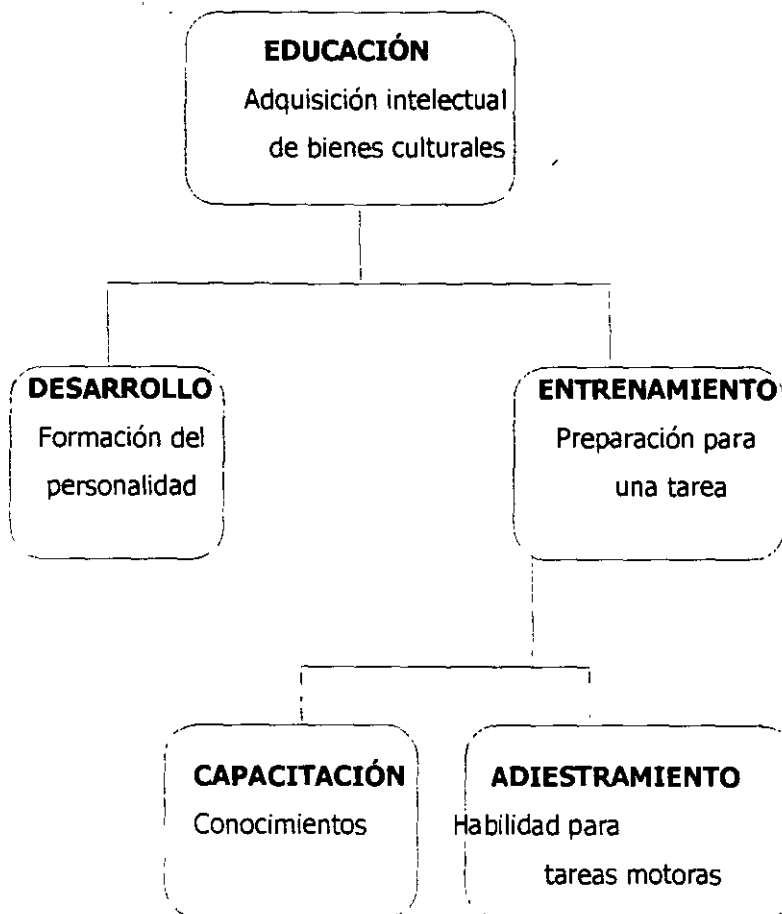 EDUCACIÓN
Adquisición intelectual
de bienes culturales
DESARROLLO
Formación del
personalidad
ENTRENAMIENTO
Preparación para
una tarea
CAPACITACIÓN
Conocimientos
ADIESTRAMIENTO
Habilidad para
tareas motoras